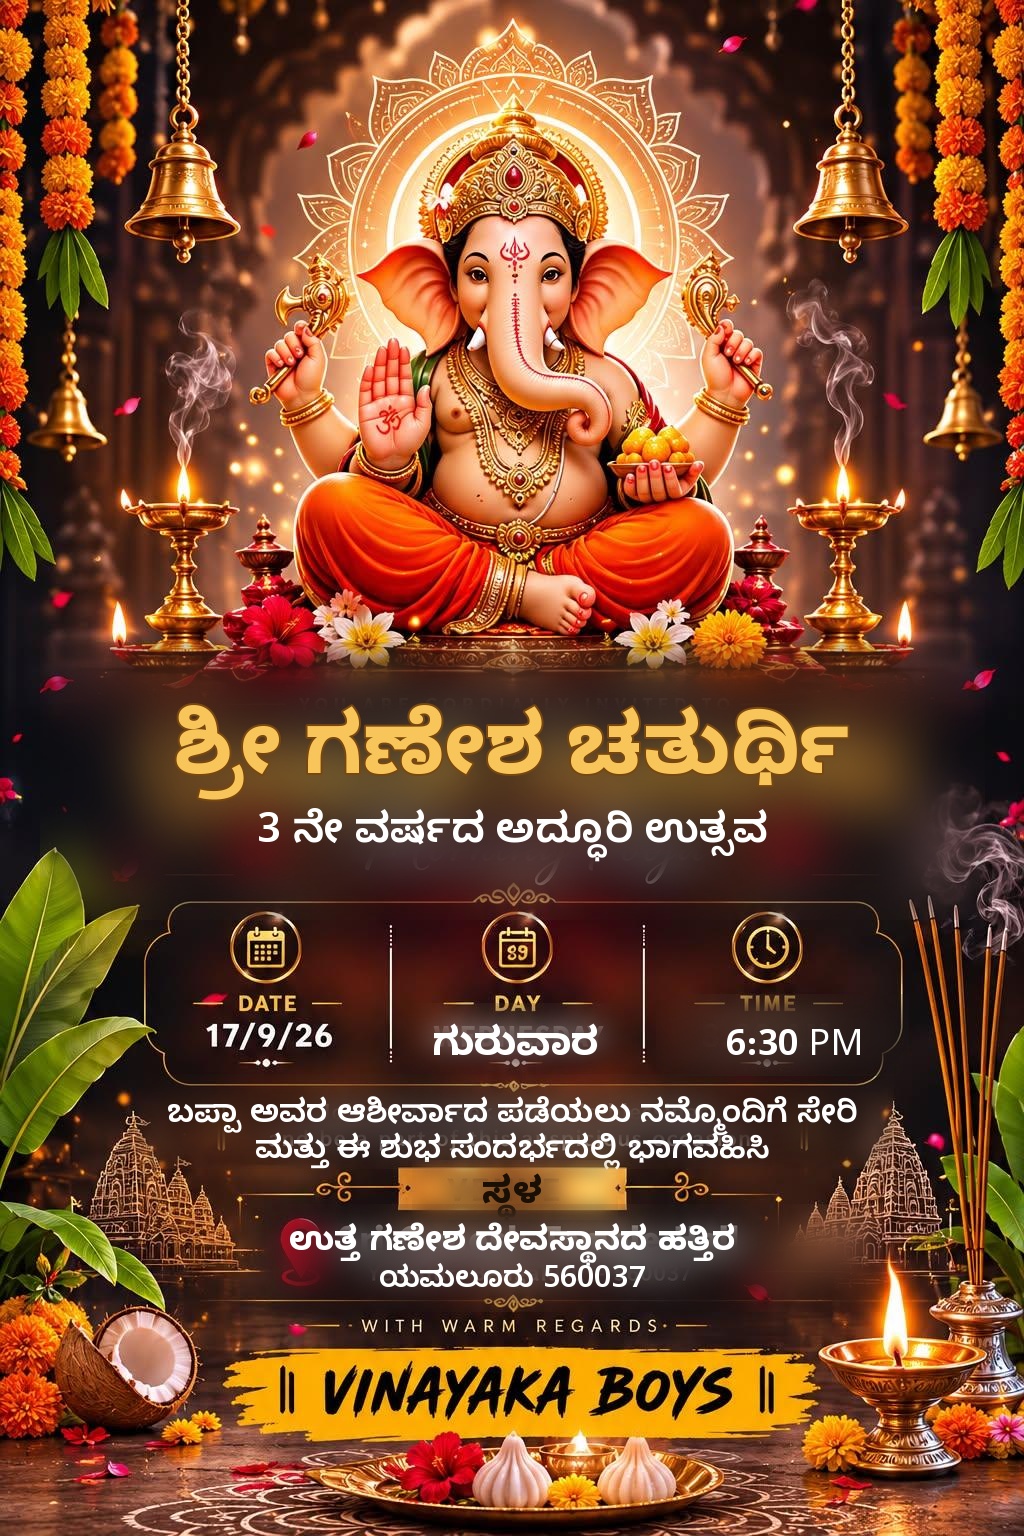 ಶ್ರೀ ಗಣೇಶ ಚತುರ್ಥಿ
3 ನೇ ವರ್ಷದ ಅದ್ಧೂರಿ ಉತ್ಸವ
DATE
17/9/26
DAY
ಗುರುವಾರ
TIME
6:30 PM
ಬಪ್ಪಾ ಅವರ ಆಶೀರ್ವಾದ ಪಡೆಯಲು ನಮ್ಮೊಂದಿಗೆ ಸೇರಿ
ಮತ್ತು ಈ ಶುಭ ಸಂದರ್ಭದಲ್ಲಿ ಭಾಗವಹಿಸಿ
ಸ್ಥಳ
ಉತ್ತ ಗಣೇಶ ದೇವಸ್ಥಾನದ ಹತ್ತಿರ
ಯಮಲೂರು 560037
WITH WARM REGARDS
|| VINAYAKA BOYS ||